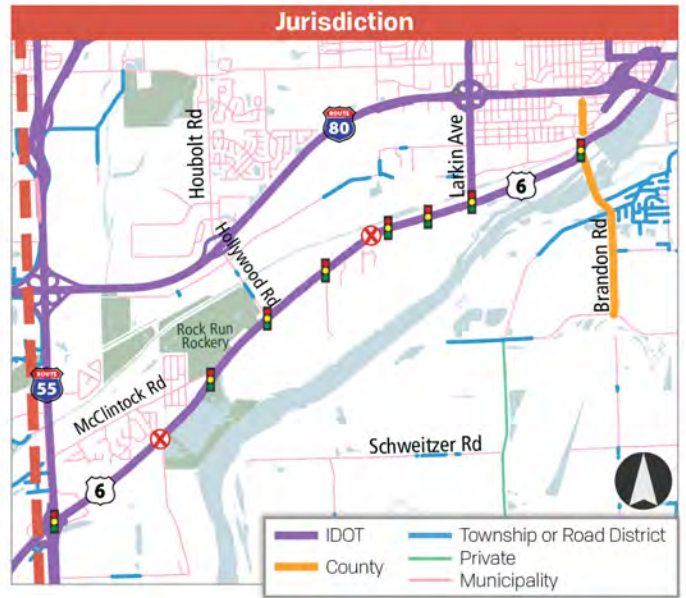 Jurisdiction
Houbolt Rd
ROUTE
80
Larkin Ave
6
Hollywood Rd
Brandon Rd
Rock Run
Rockery
ROUTE
55
McClintock Rd
Schweitzer Rd
6
IDOT
County
Township or Road District
Private
Municipality